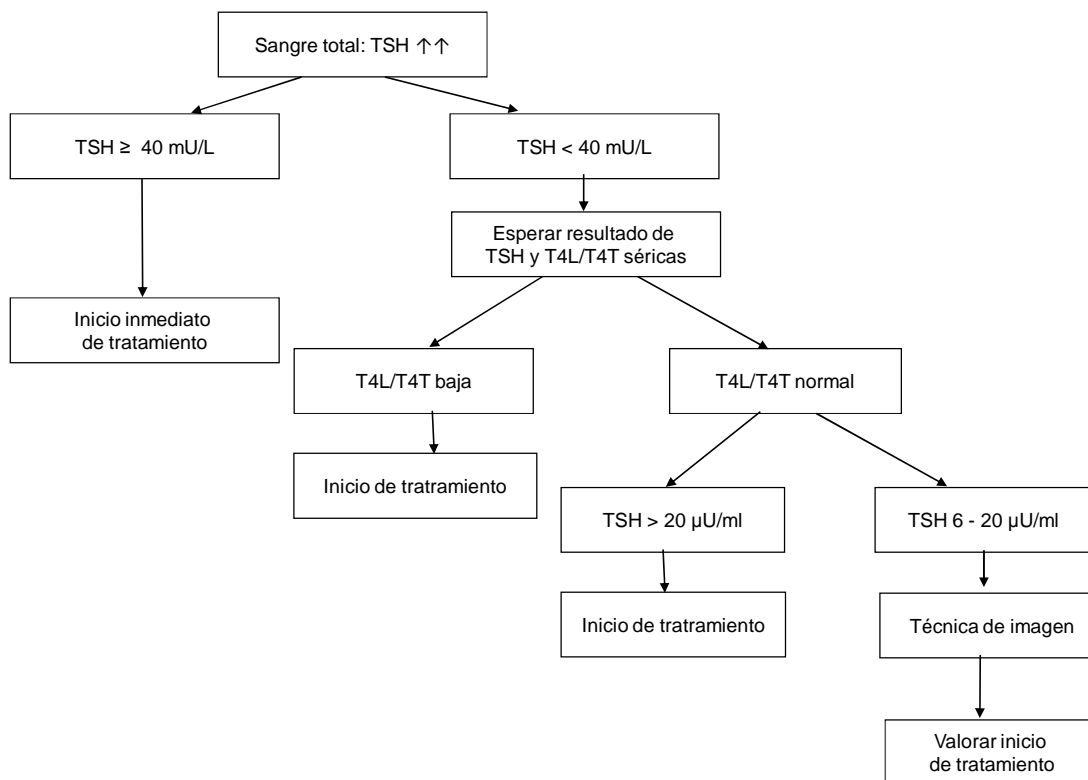 Sangre total: TSH ↑↑
TSH ≥ 40 mU/L
TSH < 40 mU/L
Esperar resultado de
TSH y T4L/T4T séricas
Inicio inmediato
de tratamiento
T4L/T4T baja
T4L/T4T normal
Inicio de tratramiento
TSH > 20 µU/ml
TSH 6 - 20 µU/ml
Inicio de tratramiento
Técnica de imagen
Valorar inicio
de tratamiento